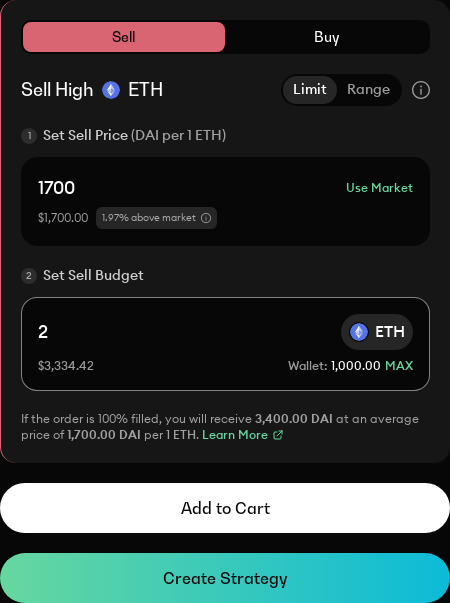 Sell Buy
Sell High ETH Limit Range
1 Set Sell Price (DAI per 1 ETH)
1700 Use Market
$1,700.00 1.97% above market
2 Set Sell Budget
2 ETH
$3,334.42 Wallet: 1,000.00 MAX
If the order is 100% filled, you will receive 3,400.00 DAI at an average
price of 1,700.00 DAI per 1 ETH. Learn More
Add to Cart
Create Strategy